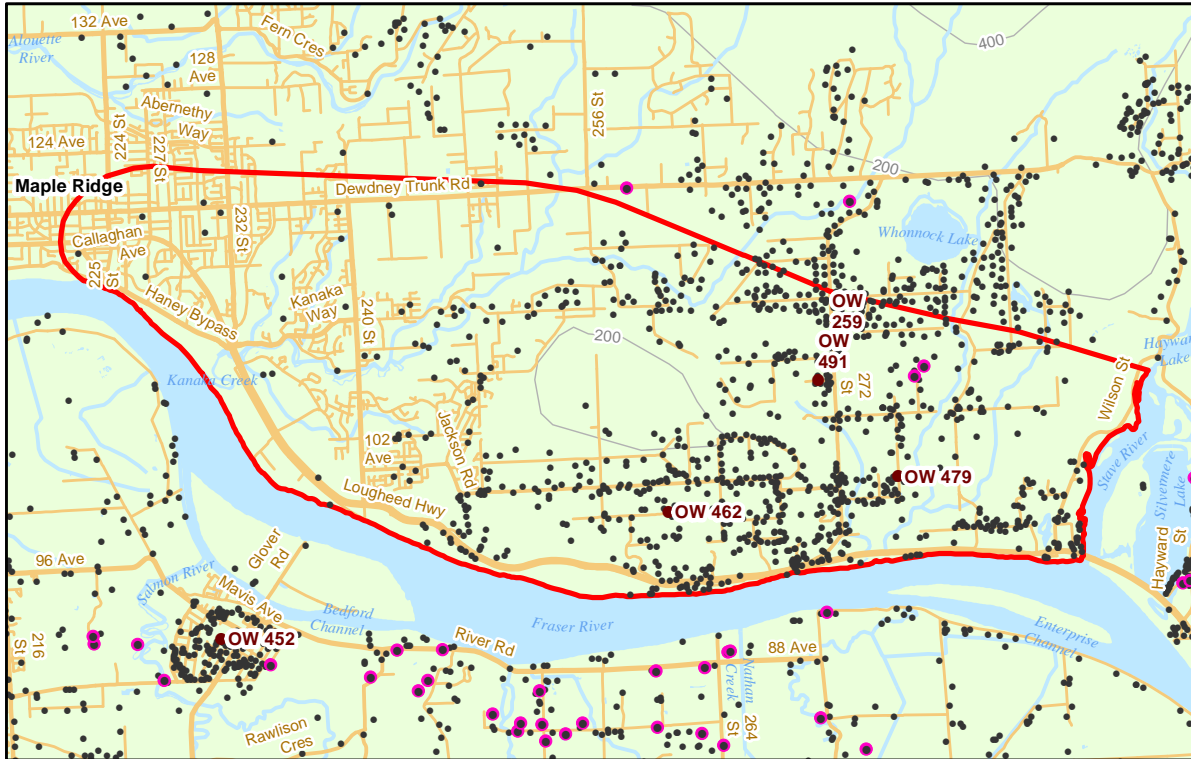 132 Ave
Fern Cres
400
Alouette
River
128
Ave
Abernethy
Way
256 St
124 Ave
224 St
227 St
200
Maple Ridge
Dewdney Trunk Rd
232 St
Whonnock Lake
Callaghan
Ave
225
St
Haney Bypass
Kanaka
Way
240 St
OW
259
OW
491
200
Hayward
Lake
Kanaka Creek
272
St
Wilson St
Jackson Rd
102
Ave
Stave River
OW 479
Silvermere
Lake
Lougheed Hwy
OW 462
96 Ave
Glover
Rd
Hayward
St
Salmon River
Mavis Ave
Bedford
Channel
Fraser River
Enterprise
Channel
216
St
OW 452
River Rd
88 Ave
Nathan
Creek
264
St
Rawlison
Cres